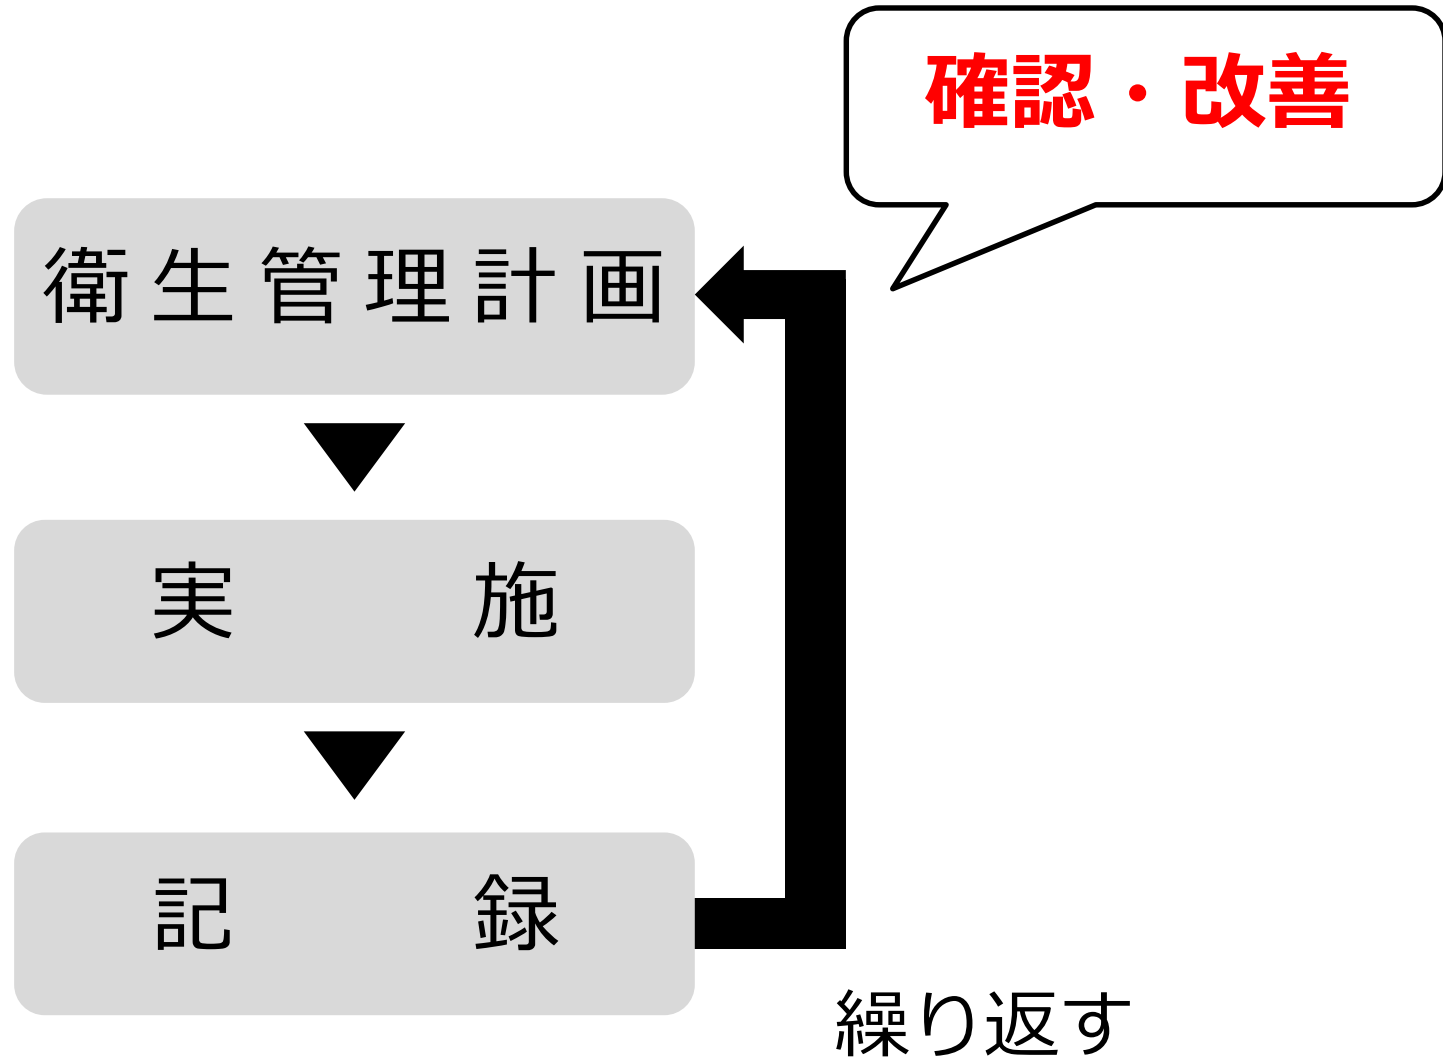 確認・改善
衛生管理計画
実施
記録
繰り返す